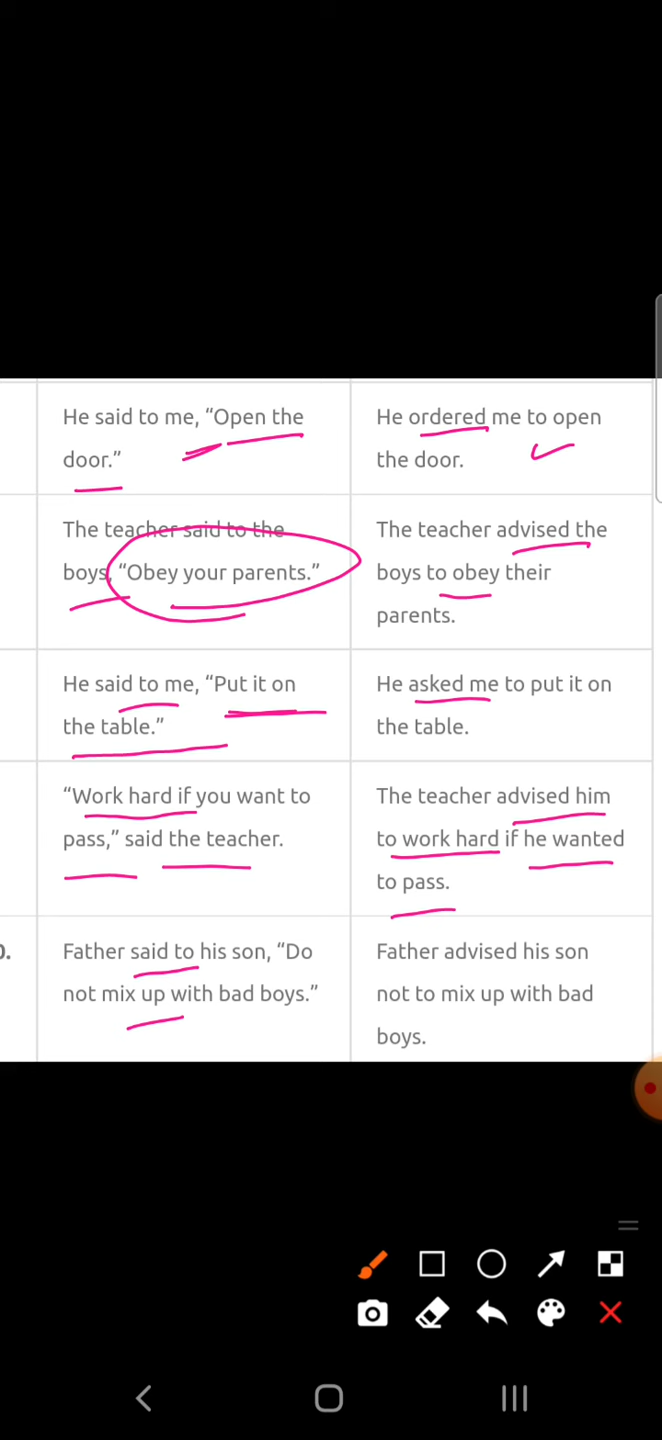 He said to me, “Open the
door.”
He ordered me to open
the door.
The teacher said to the
boys, “Obey your parents.”
The teacher advised the
boys to obey their
parents.
He said to me, “Put it on
the table.”
He asked me to put it on
the table.
“Work hard if you want to
pass,” said the teacher.
The teacher advised him
to work hard if he wanted
to pass.
0.
Father said to his son, “Do
not mix up with bad boys.”
Father advised his son
not to mix up with bad
boys.